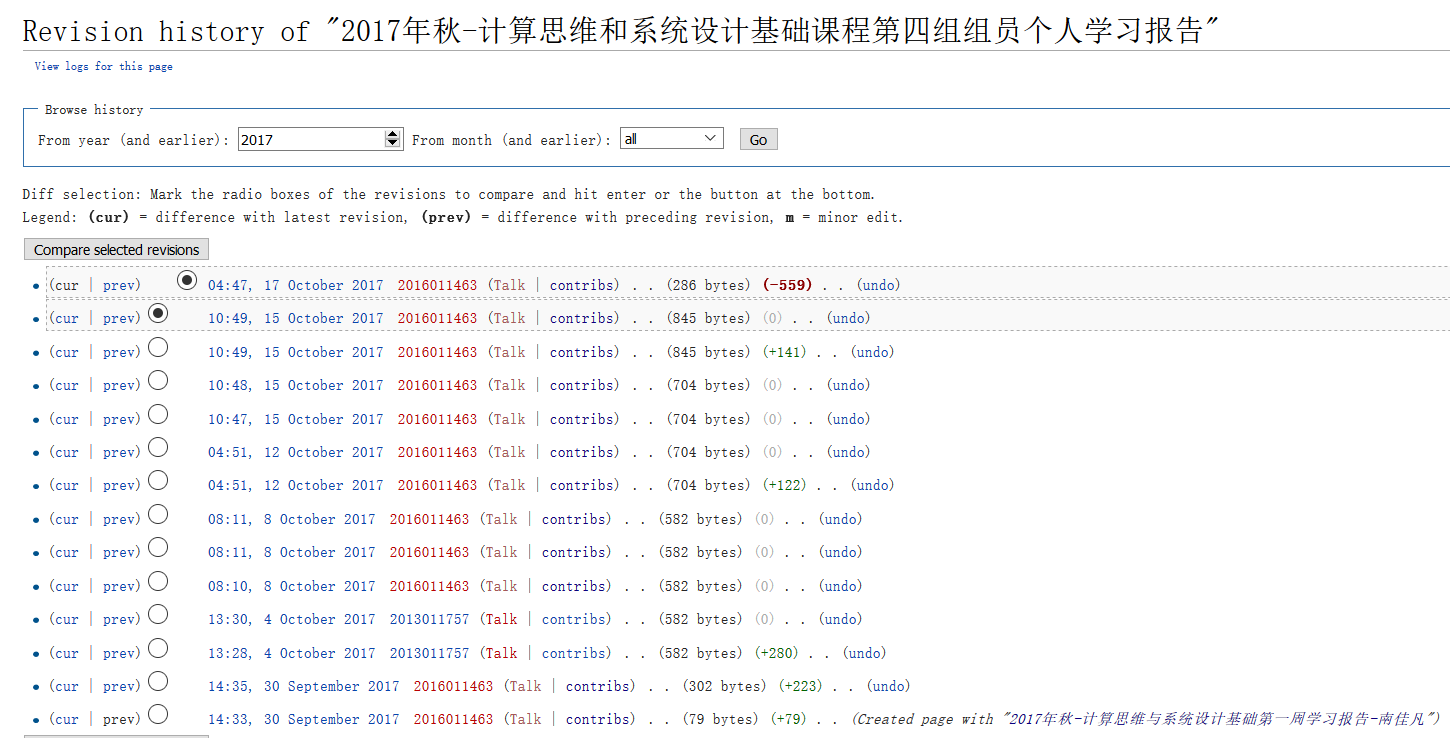 Revision history of "2017年秋-计算思维和系统设计基础课程第四组组员个人学习报告"
View logs for this page
Browse history
From year (and earlier): 2017 From month (and earlier): all Go
Diff selection: Mark the radio boxes of the revisions to compare and hit enter or the button at the bottom.
Legend: (cur) = difference with latest revision, (prev) = difference with preceding revision, m = minor edit.
Compare selected revisions
(cur | prev) 04:47, 17 October 2017 2016011463 (Talk | contribs) . . (286 bytes) (-559) . . (undo)
(cur | prev) 10:49, 15 October 2017 2016011463 (Talk | contribs) . . (845 bytes) (0) . . (undo)
(cur | prev) 10:49, 15 October 2017 2016011463 (Talk | contribs) . . (845 bytes) (+141) . . (undo)
(cur | prev) 10:48, 15 October 2017 2016011463 (Talk | contribs) . . (704 bytes) (0) . . (undo)
(cur | prev) 10:47, 15 October 2017 2016011463 (Talk | contribs) . . (704 bytes) (0) . . (undo)
(cur | prev) 04:51, 12 October 2017 2016011463 (Talk | contribs) . . (704 bytes) (0) . . (undo)
(cur | prev) 04:51, 12 October 2017 2016011463 (Talk | contribs) . . (704 bytes) (+122) . . (undo)
(cur | prev) 08:11, 8 October 2017 2016011463 (Talk | contribs) . . (582 bytes) (0) . . (undo)
(cur | prev) 08:11, 8 October 2017 2016011463 (Talk | contribs) . . (582 bytes) (0) . . (undo)
(cur | prev) 08:10, 8 October 2017 2016011463 (Talk | contribs) . . (582 bytes) (0) . . (undo)
(cur | prev) 13:30, 4 October 2017 2013011757 (Talk | contribs) . . (582 bytes) (0) . . (undo)
(cur | prev) 13:28, 4 October 2017 2013011757 (Talk | contribs) . . (582 bytes) (+280) . . (undo)
(cur | prev) 14:35, 30 September 2017 2016011463 (Talk | contribs) . . (302 bytes) (+223) . . (undo)
(cur | prev) 14:33, 30 September 2017 2016011463 (Talk | contribs) . . (79 bytes) (+79) . . (Created page with "2017年秋-计算思维与系统设计基础第一周学习报告-南佳凡")